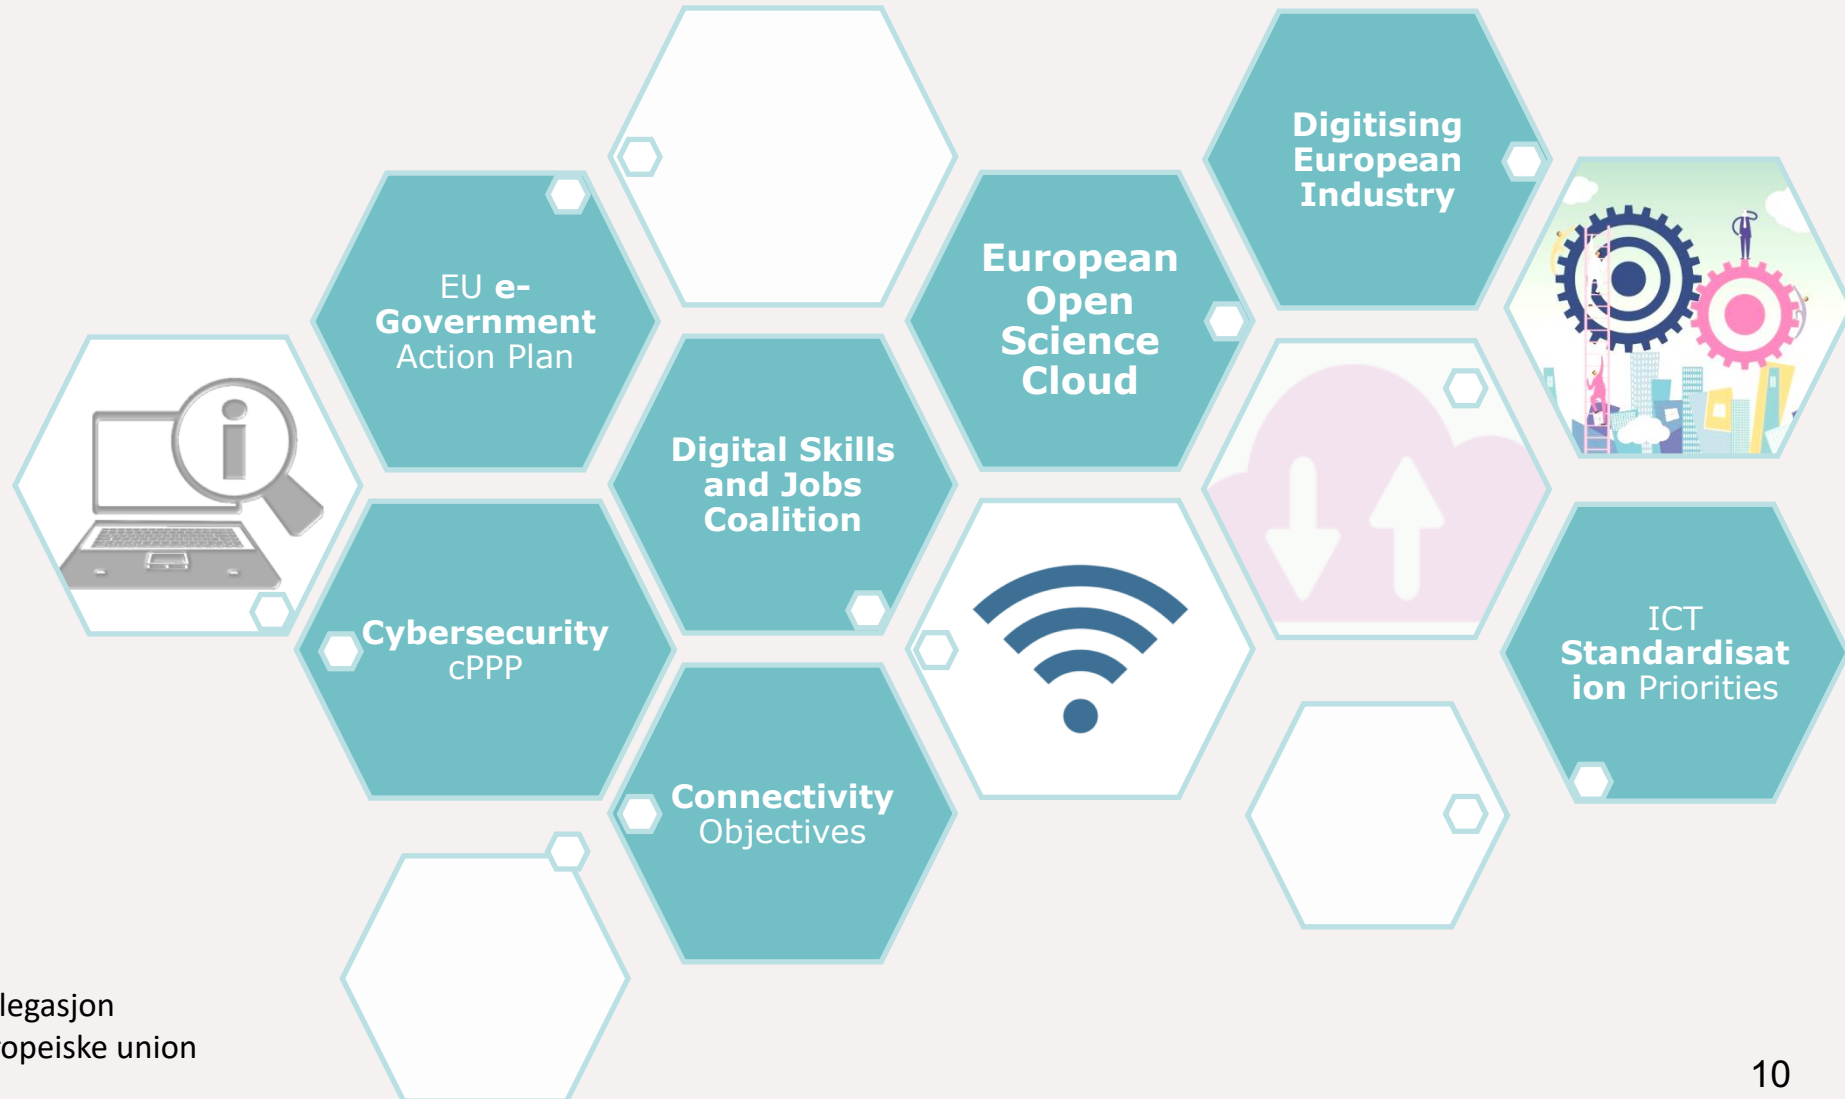 EU e-
Government
Action Plan
Cybersecurity
cPPP
Digital Skills
and Jobs
Coalition
Connectivity
Objectives
European
Open
Science
Cloud
Digitising
European
Industry
ICT
Standardisat
ion Priorities
legasjon
opeiske union
10